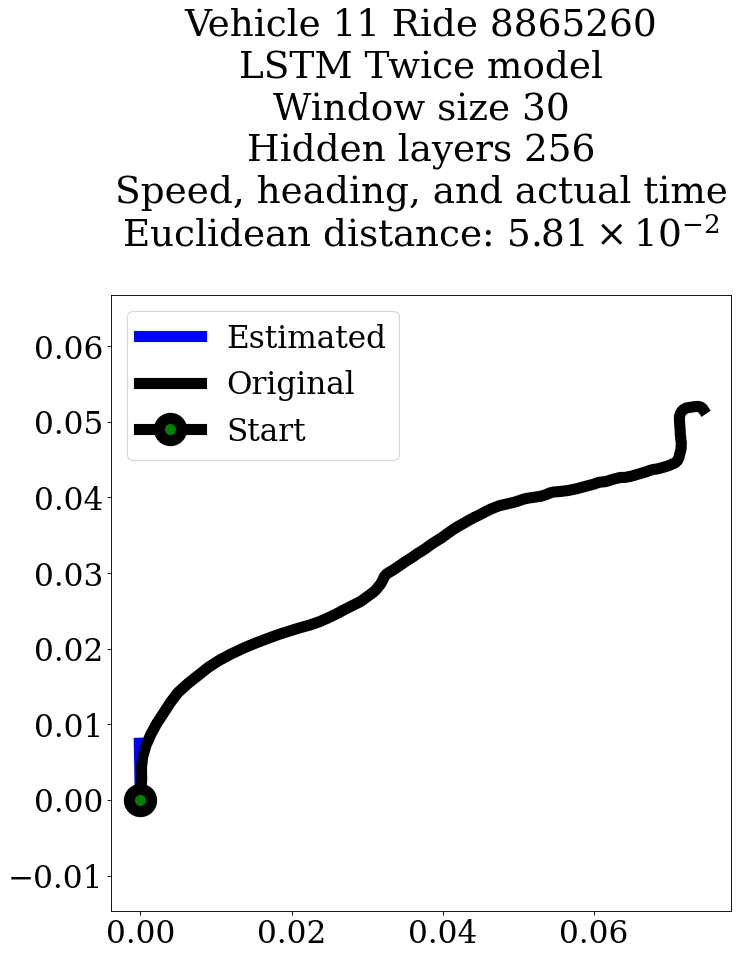 Vehicle 11 Ride 8865260
LSTM Twice model
Window size 30
Hidden layers 256
Speed, heading, and actual time
Euclidean distance: 5.81 × 10⁻²
Estimated
Original
Start
0.06
0.05
0.04
0.03
0.02
0.01
0.00
−0.01
0.00 0.02 0.04 0.06